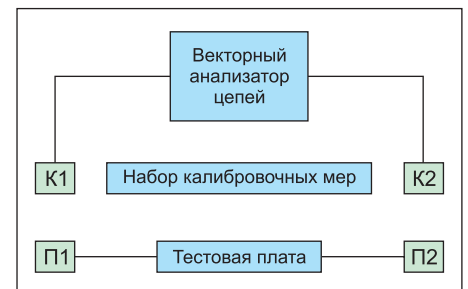 Векторный
анализатор
цепей
К1
Набор калибровочных мер
К2
П1
Тестовая плата
П2